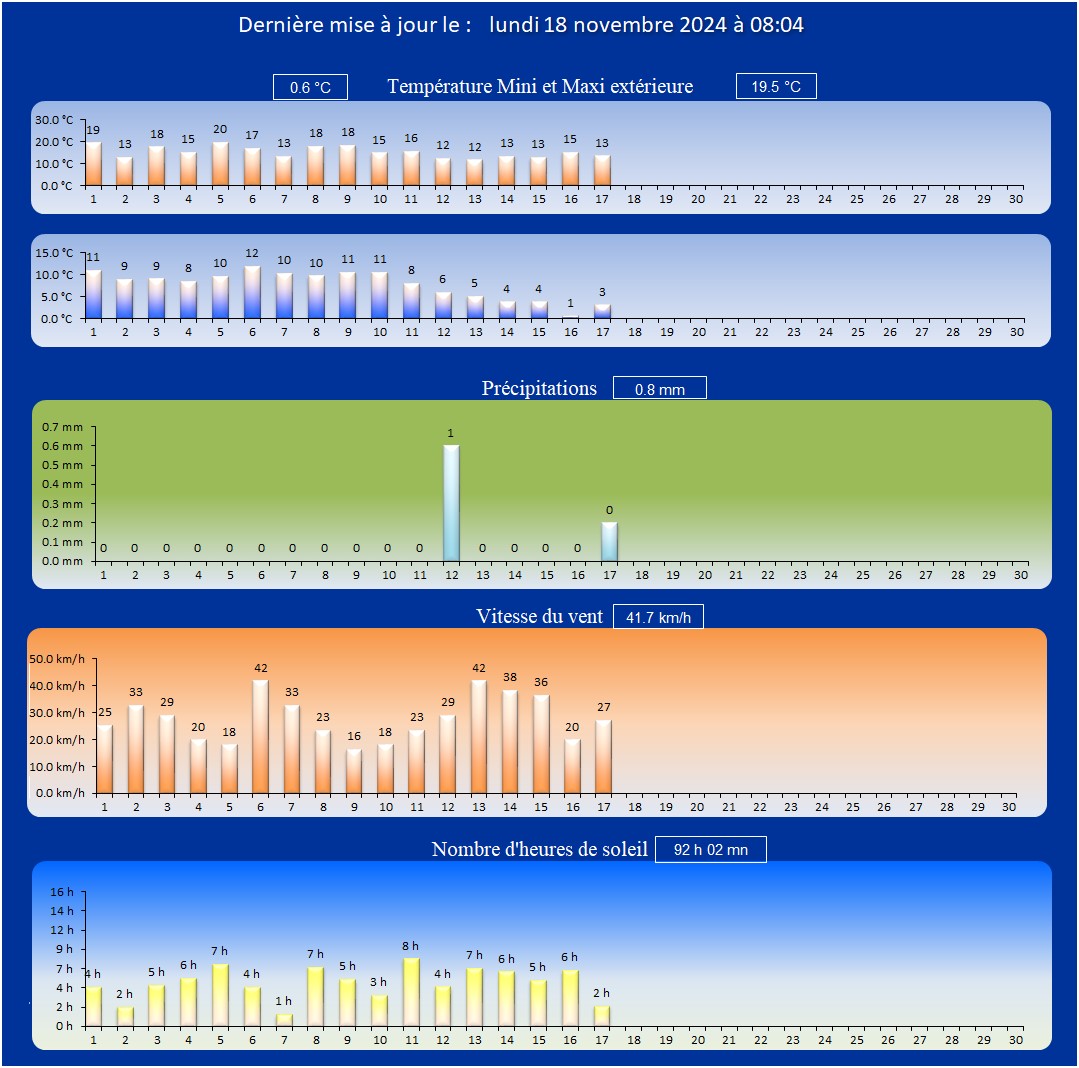 Dernière mise à jour le : lundi 18 novembre 2024 à 08:04
0.6 °C Température Mini et Maxi extérieure 19.5 °C
30.0 °C
20.0 °C
10.0 °C
0.0 °C
19 13 18 15 20 17 13 18 18 15 16 12 12 13 13 15 13
1 2 3 4 5 6 7 8 9 10 11 12 13 14 15 16 17 18 19 20 21 22 23 24 25 26 27 28 29 30
15.0 °C
10.0 °C
5.0 °C
0.0 °C
11 9 9 8 10 12 10 10 11 11 8 6 5 4 4 1 3
1 2 3 4 5 6 7 8 9 10 11 12 13 14 15 16 17 18 19 20 21 22 23 24 25 26 27 28 29 30
Précipitations 0.8 mm
0.7 mm
0.6 mm
0.5 mm
0.4 mm
0.3 mm
0.2 mm
0.1 mm
0.0 mm
0 0 0 0 0 0 0 0 0 0 0 1 0 0 0 0 0
1 2 3 4 5 6 7 8 9 10 11 12 13 14 15 16 17 18 19 20 21 22 23 24 25 26 27 28 29 30
Vitesse du vent 41.7 km/h
50.0 km/h
40.0 km/h
30.0 km/h
20.0 km/h
10.0 km/h
0.0 km/h
25 33 29 20 18 42 33 23 16 18 23 29 42 38 36 20 27
1 2 3 4 5 6 7 8 9 10 11 12 13 14 15 16 17 18 19 20 21 22 23 24 25 26 27 28 29 30
Nombre d'heures de soleil 92 h 02 mn
16 h
14 h
12 h
9 h
7 h
4 h
2 h
0 h
4 h 2 h 5 h 6 h 7 h 4 h 1 h 7 h 5 h 3 h 8 h 4 h 7 h 6 h 5 h 6 h 2 h
1 2 3 4 5 6 7 8 9 10 11 12 13 14 15 16 17 18 19 20 21 22 23 24 25 26 27 28 29 30